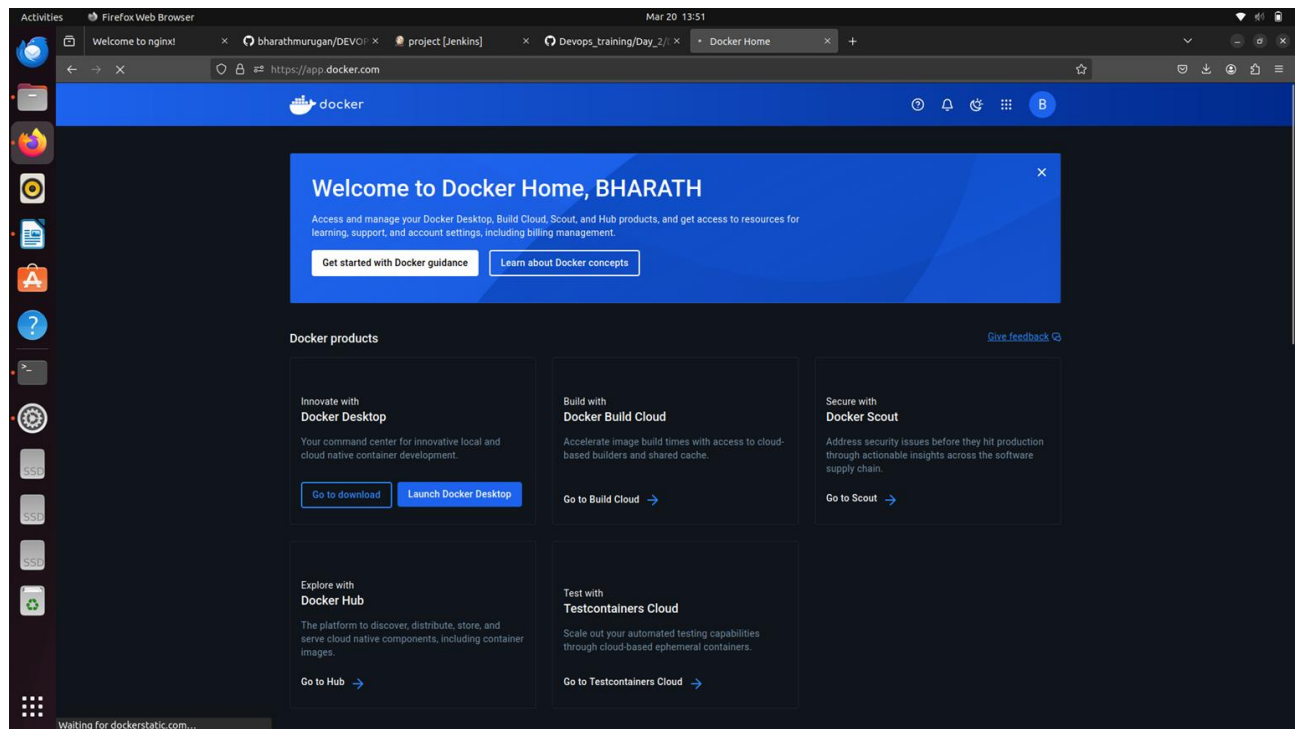 Activities
Firefox Web Browser
Mar 20 13:51
Welcome to nginx!
bharathmurugan/DEVOP
project [Jenkins]
Devops_training/Day_2/
Docker Home
https://app.docker.com
docker
B
Welcome to Docker Home, BHARATH
Access and manage your Docker Desktop, Build Cloud, Scout, and Hub products, and get access to resources for
learning, support, and account settings, including billing management.
Get started with Docker guidance
Learn about Docker concepts
Docker products
Give feedback
Innovate with
Docker Desktop
Your command center for innovative local and
cloud native container development.
Go to download
Launch Docker Desktop
Build with
Docker Build Cloud
Accelerate image build times with access to cloud-
based builders and shared cache.
Go to Build Cloud
Secure with
Docker Scout
Address security issues before they hit production
through actionable insights across the software
supply chain.
Go to Scout
Explore with
Docker Hub
The platform to discover, distribute, store, and
serve cloud native components, including container
images.
Go to Hub
Test with
Testcontainers Cloud
Scale out your automated testing capabilities
through cloud-based ephemeral containers.
Go to Testcontainers Cloud
SSD
SSD
SSD
Waiting for dockerstatic.com...